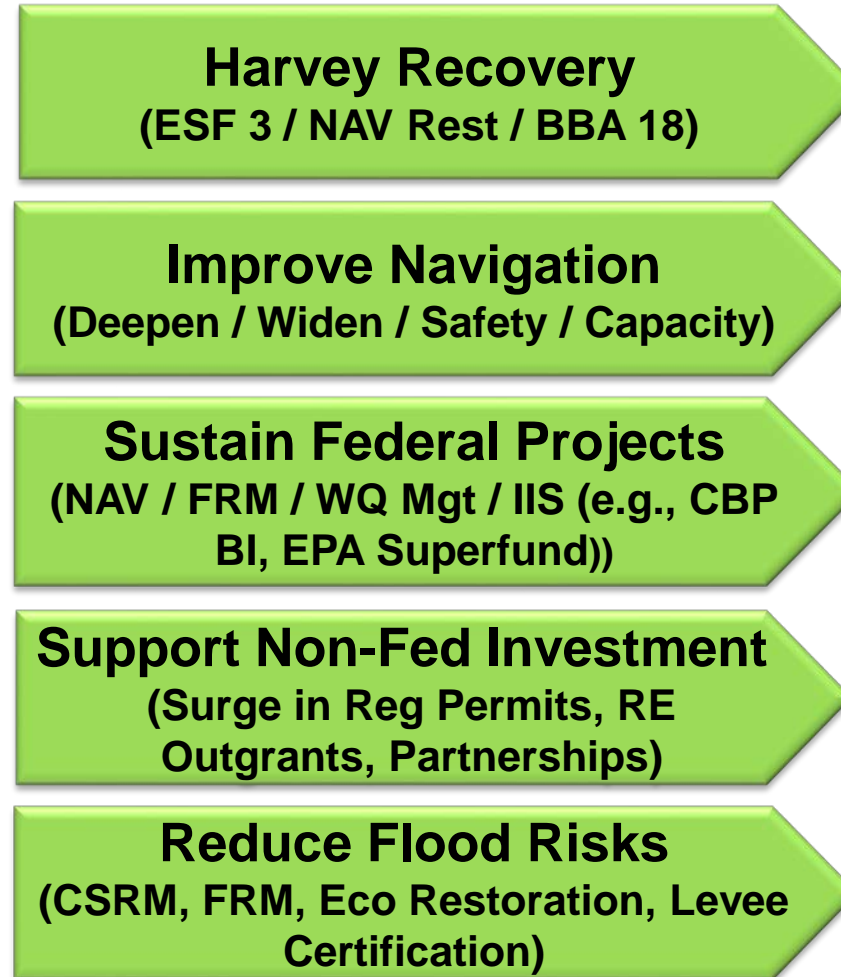 Harvey Recovery
(ESF 3 / NAV Rest / BBA 18)
Improve Navigation
(Deepen / Widen / Safety / Capacity)
Sustain Federal Projects
(NAV / FRM / WQ Mgt / IIS (e.g., CBP
BI, EPA Superfund))
Support Non-Fed Investment
(Surge in Reg Permits, RE
Outgrants, Partnerships)
Reduce Flood Risks
(CSRM, FRM, Eco Restoration, Levee
Certification)